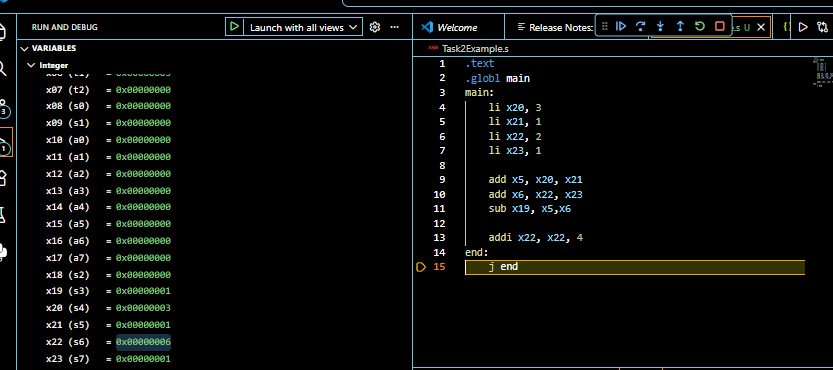 RUN AND DEBUG
Launch with all views
VARIABLES
Integer
x06 (t1) = 0x00000003
x07 (t2) = 0x00000000
x08 (s0) = 0x00000000
x09 (s1) = 0x00000000
x10 (a0) = 0x00000000
x11 (a1) = 0x00000000
x12 (a2) = 0x00000000
x13 (a3) = 0x00000000
x14 (a4) = 0x00000000
x15 (a5) = 0x00000000
x16 (a6) = 0x00000000
x17 (a7) = 0x00000000
x18 (s2) = 0x00000000
x19 (s3) = 0x00000001
x20 (s4) = 0x00000003
x21 (s5) = 0x00000001
x22 (s6) = 0x00000006
x23 (s7) = 0x00000001
3
1
Welcome
Release Notes:
.s U
Task2Example.s
1 .text
2 .globl main
3 main:
4 li x20, 3
5 li x21, 1
6 li x22, 2
7 li x23, 1
8
9 add x5, x20, x21
10 add x6, x22, x23
11 sub x19, x5,x6
12
13 addi x22, x22, 4
14 end:
15 j end